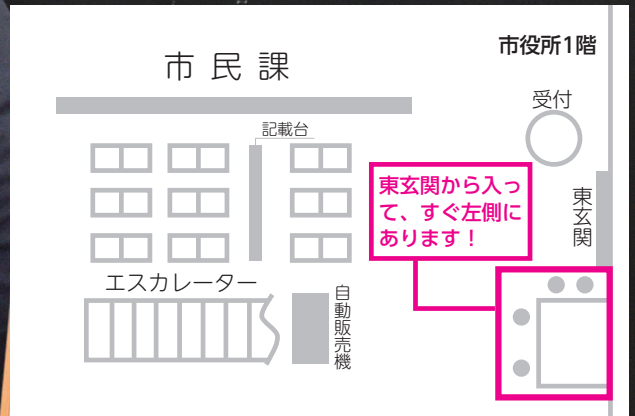 市役所1階
市民課
受付
記載台
東玄関から入っ
て、すぐ左側に
あります！
東玄関
エスカレーター
自動販売機